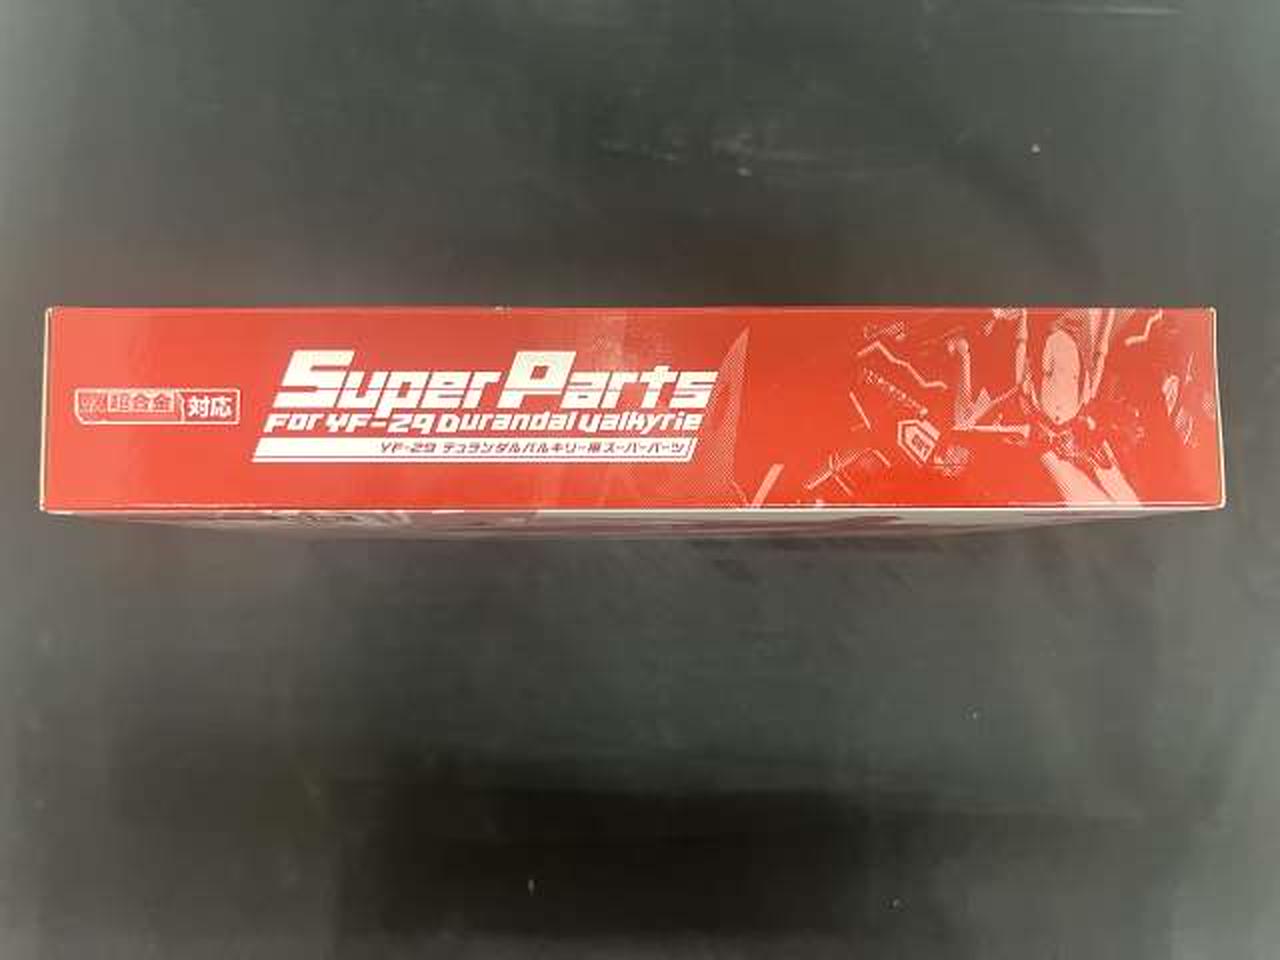 DX超合金 対応
Super Parts
For YF-29 Durandal Valkyrie
YF-29 デュランダルバルキリー用スーパーパーツ